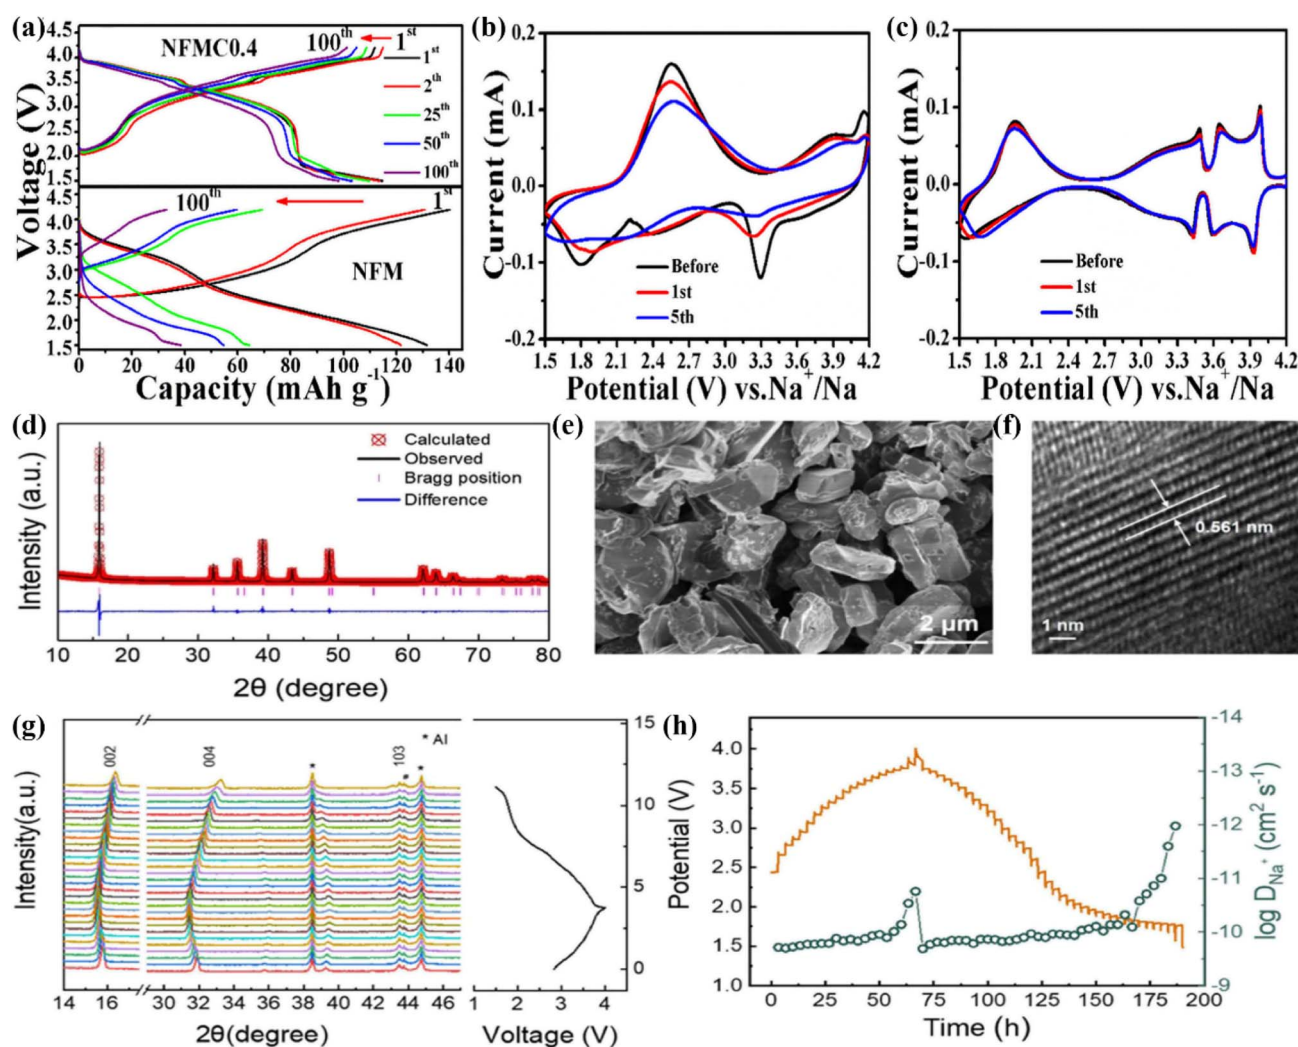 (a)
4.5
4.0
3.5
3.0
2.5
2.0
1.5
4.5
4.0
3.5
3.0
2.5
2.0
1.5
Voltage (V)
NFMC0.4
100th 1st
1st
2th
25th
50th
100th
100th 1st
NFM
0 20 40 60 80 100 120 140
Capacity (mAh g-1)
(b)
0.2
0.1
0.0
-0.1
-0.2
Current (mA)
Before
1st
5th
1.5 2.1 2.7 3.3 3.9 4.2
Potential (V) vs.Na+/Na
(c)
0.2
0.1
0.0
-0.1
-0.2
Current (mA)
Before
1st
5th
1.5 1.8 2.1 2.4 2.7 3.0 3.3 3.6 3.9 4.2
Potential (V) vs.Na+/Na
(d)
Intensity (a.u.)
Calculated
Observed
Bragg position
Difference
10 20 30 40 50 60 70 80
2θ (degree)
(e)
2 μm
(f)
0.561 nm
1 nm
(g)
Intensity(a.u.)
002
004
103
* Al
*
#
*
14 16 30 32 34 36 38 40 42 44 46
2θ(degree)
15
10
5
0
1 2 3 4
Voltage (V)
(h)
4.0
3.5
3.0
2.5
2.0
1.5
1.0
Potential (V)
-14
-13
-12
-11
-10
-9
log DNa+ (cm2 s-1)
0 25 50 75 100 125 150 175 200
Time (h)